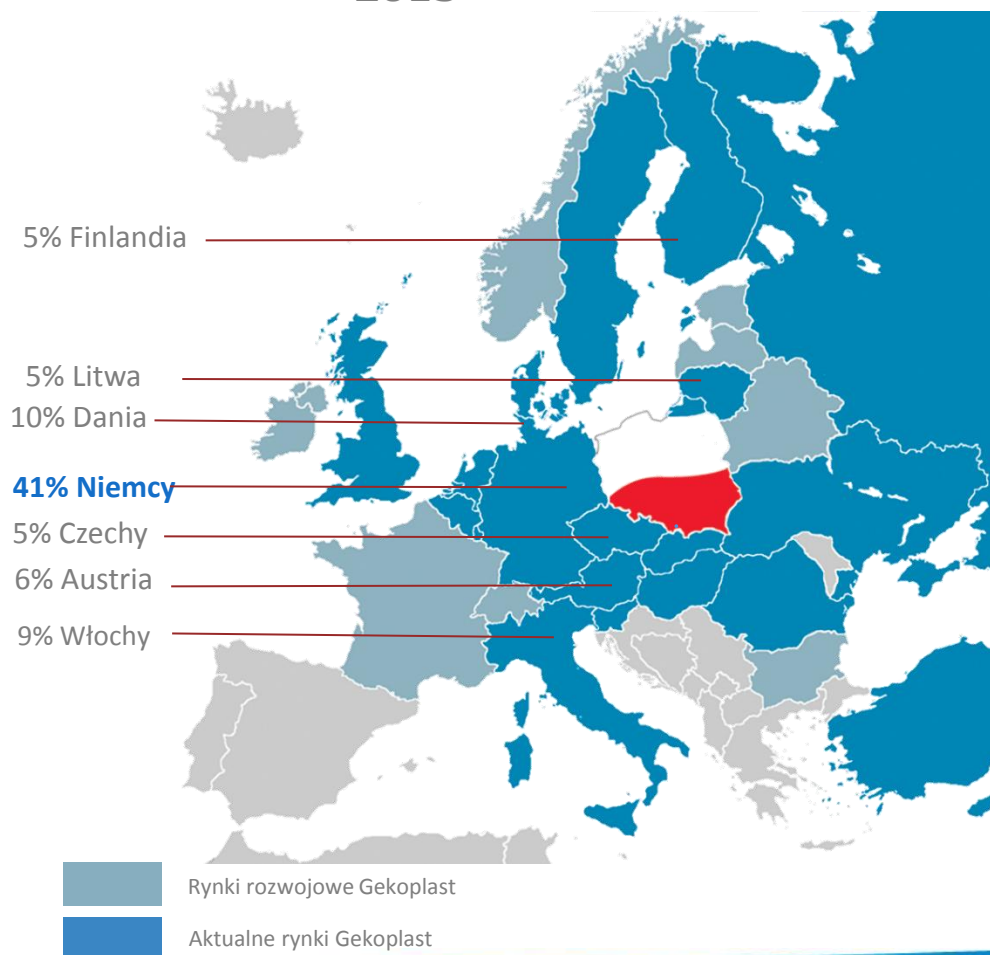 5% Finlandia
5% Litwa
10% Dania
41% Niemcy
5% Czechy
6% Austria
9% Włochy
Rynki rozwojowe Gekoplast
Aktualne rynki Gekoplast